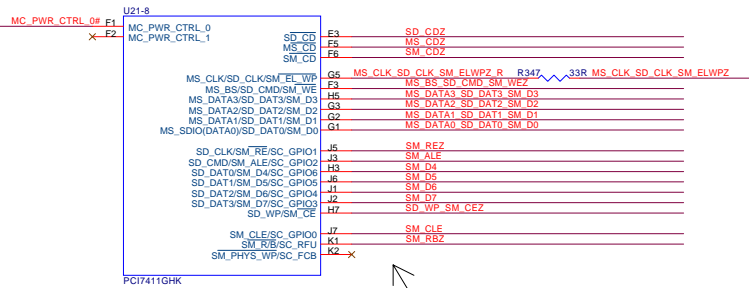 U21-8
MC_PWR_CTRL_0# F1 MC_PWR_CTRL_0
F2 MC_PWR_CTRL_1
SD_CD E3 SD_CDZ
MS_CD F5 MS_CDZ
SM_CD F6 SM_CDZ
MS_CLK/SD_CLK/SM_EL_WP G5 MS_CLK_SD_CLK_SM_ELWPZ_R R347 33R MS_CLK_SD_CLK_SM_ELWPZ
MS_BS/SD_CMD/SM_WE F3 MS_BS_SD_CMD_SM_WEZ
MS_DATA3/SD_DAT3/SM_D3 H5 MS_DATA3_SD_DAT3_SM_D3
MS_DATA2/SD_DAT2/SM_D2 G3 MS_DATA2_SD_DAT2_SM_D2
MS_DATA1/SD_DAT1/SM_D1 G2 MS_DATA1_SD_DAT1_SM_D1
MS_SDIO(DATA0)/SD_DAT0/SM_D0 G1 MS_DATA0_SD_DAT0_SM_D0
SD_CLK/SM_RE/SC_GPIO1 J5 SM_REZ
SD_CMD/SM_ALE/SC_GPIO2 J3 SM_ALE
SD_DAT0/SM_D4/SC_GPIO6 H3 SM_D4
SD_DAT1/SM_D5/SC_GPIO5 J6 SM_D5
SD_DAT2/SM_D6/SC_GPIO4 J1 SM_D6
SD_DAT3/SM_D7/SC_GPIO3 J2 SM_D7
SD_WP/SM_CE H7 SD_WP_SM_CEZ
SM_CLE/SC_GPIO0 J7 SM_CLE
SM_R/B/SC_RFU K1 SM_RBZ
SM_PHYS_WP/SC_FCB K2
PCI7411GHK